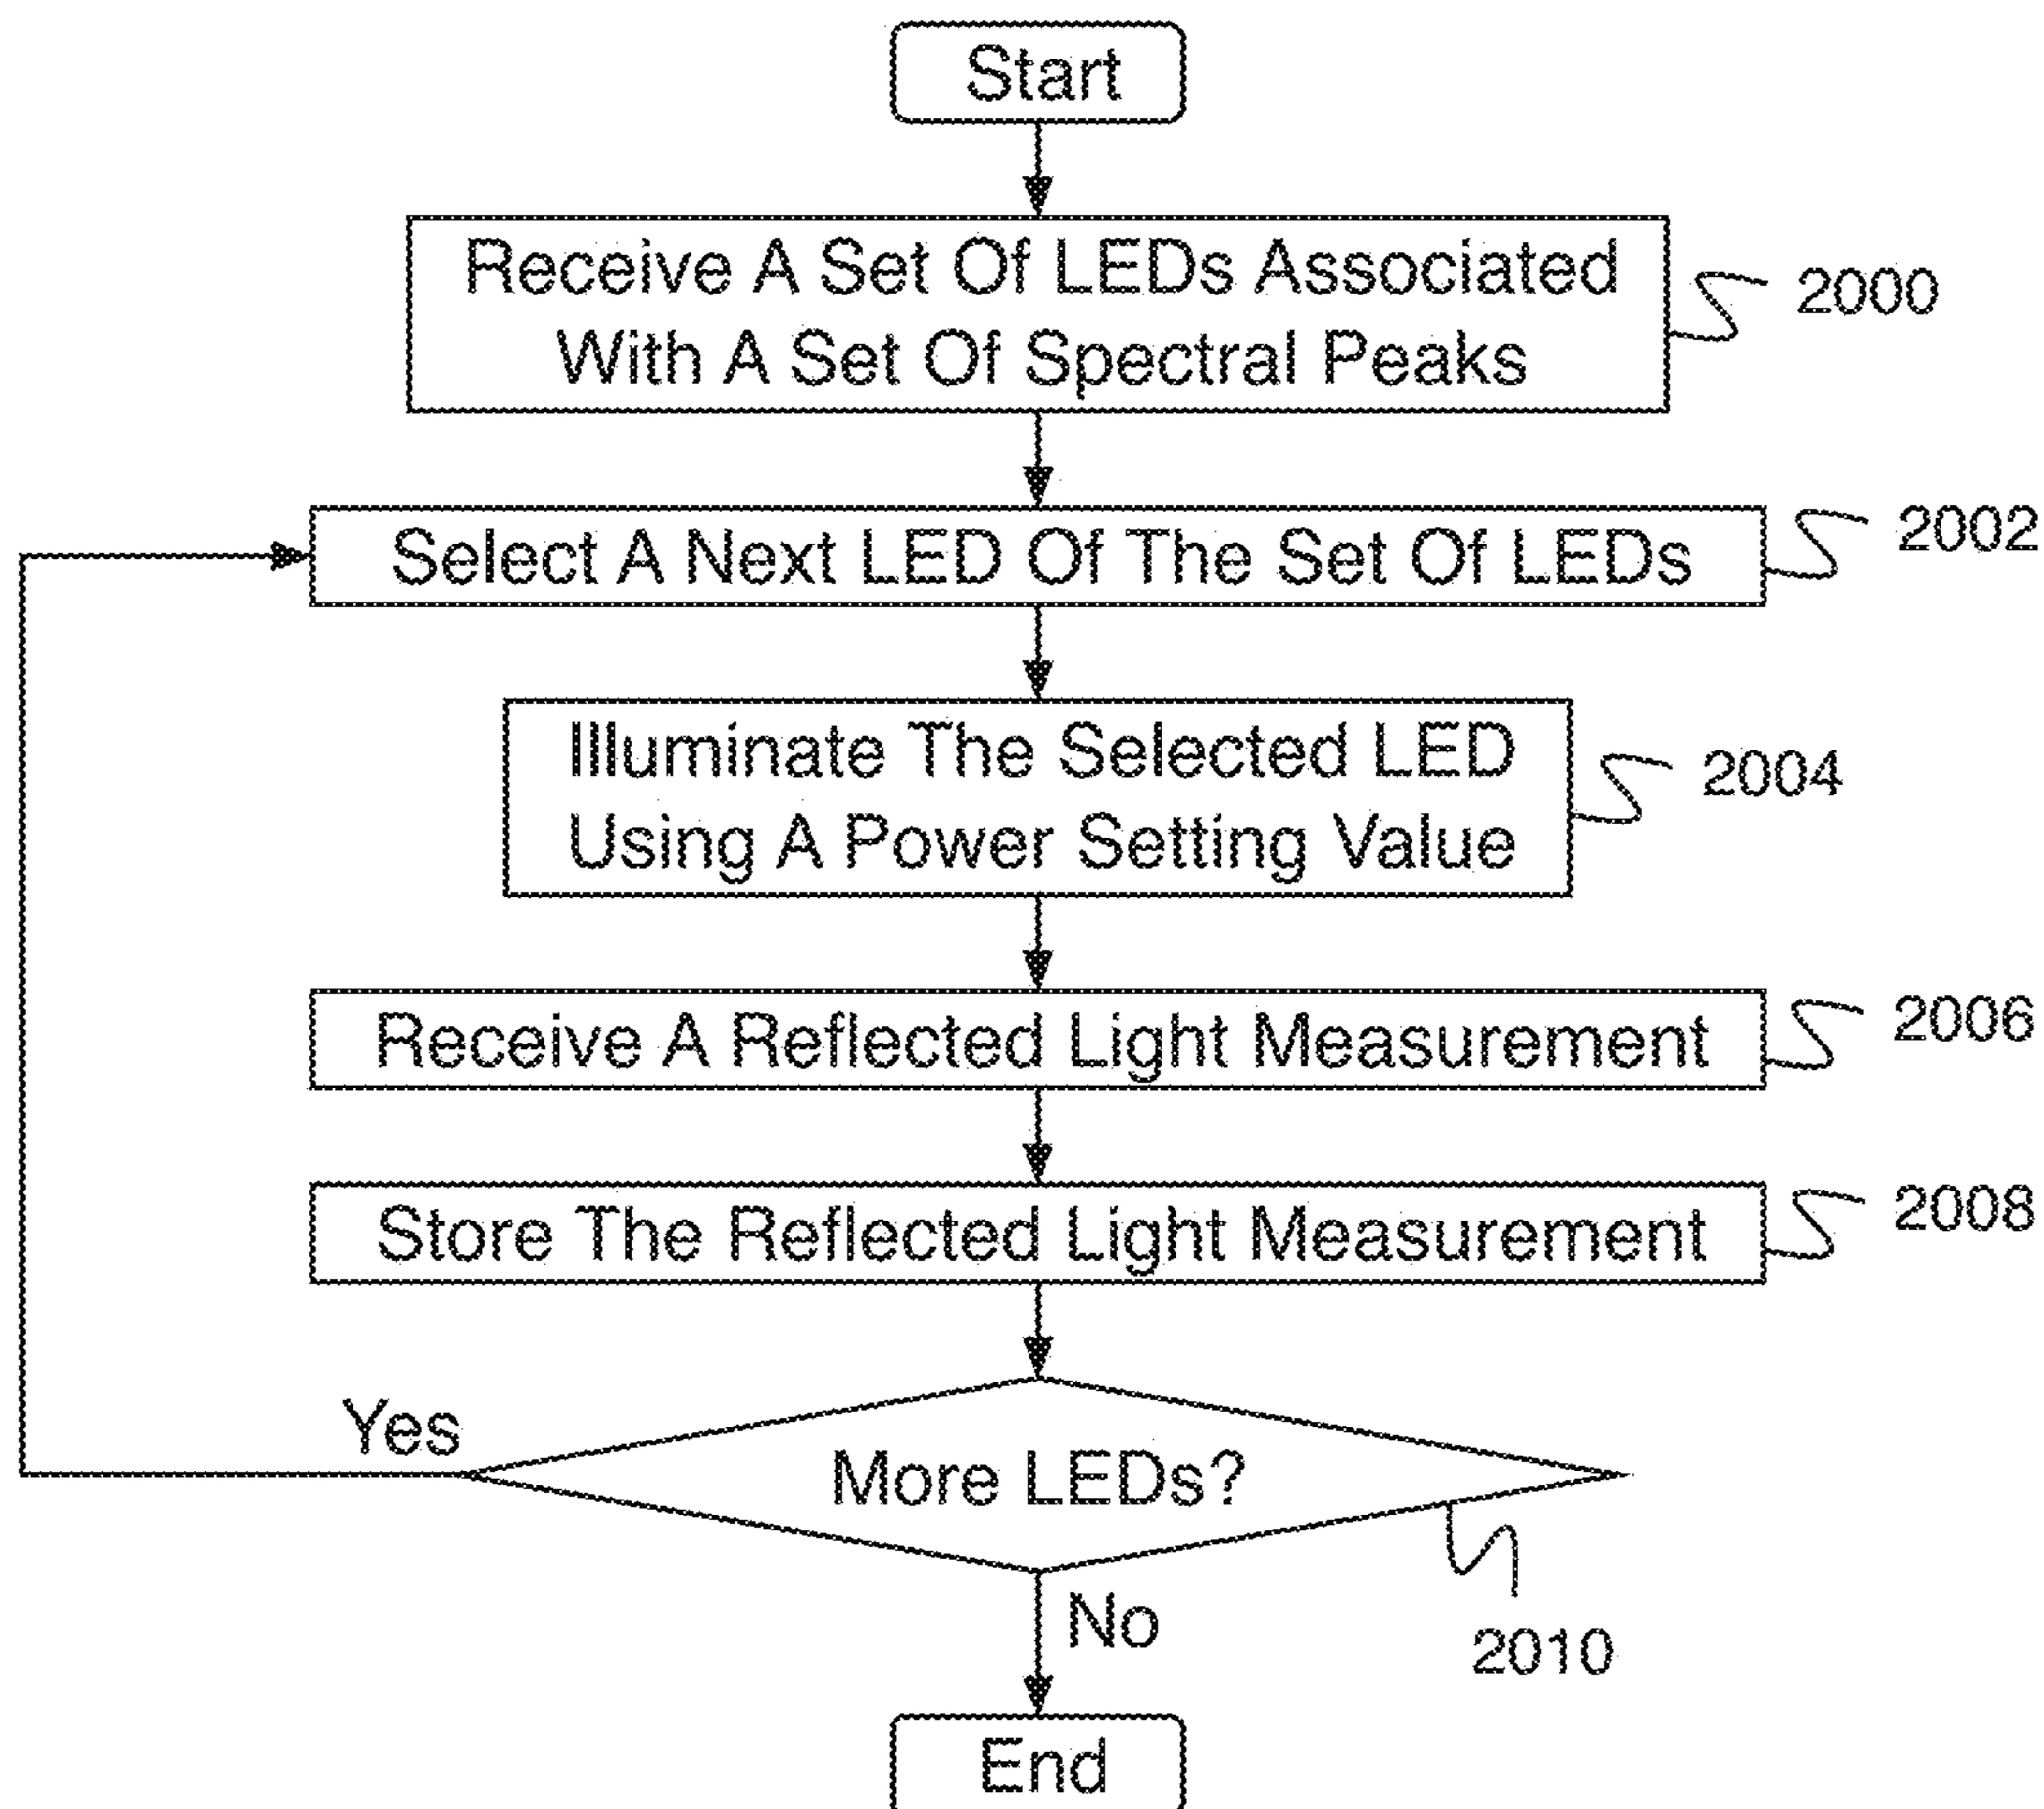 Start
Receive A Set Of LEDs Associated
With A Set Of Spectral Peaks
2000
Select A Next LED Of The Set Of LEDs
2002
Illuminate The Selected LED
Using A Power Setting Value
2004
Receive A Reflected Light Measurement
2006
Store The Reflected Light Measurement
2008
Yes
More LEDs?
No
2010
End